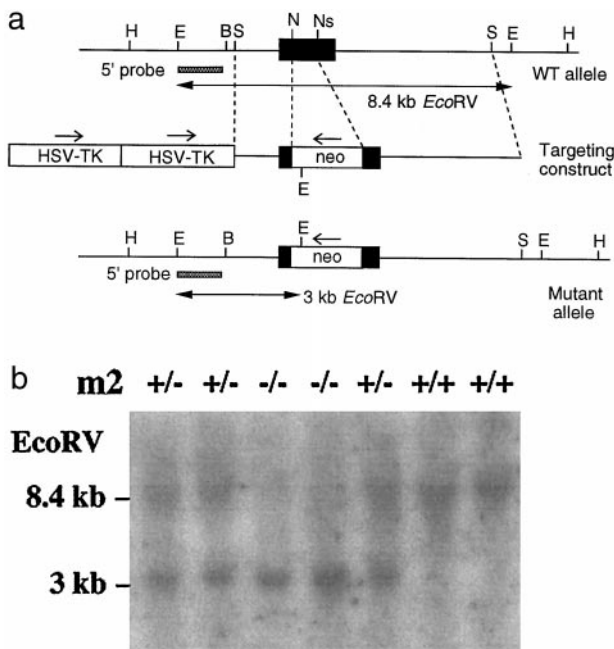 a
H E B S N Ns S E H
5' probe
WT allele
8.4 kb EcoRV
HSV-TK HSV-TK neo
Targeting
construct
E
E
H E B neo S E H
5' probe
3 kb EcoRV
Mutant
allele
b
m2 +/- +/- -/- -/- +/- +/+ +/+
EcoRV
8.4 kb
3 kb